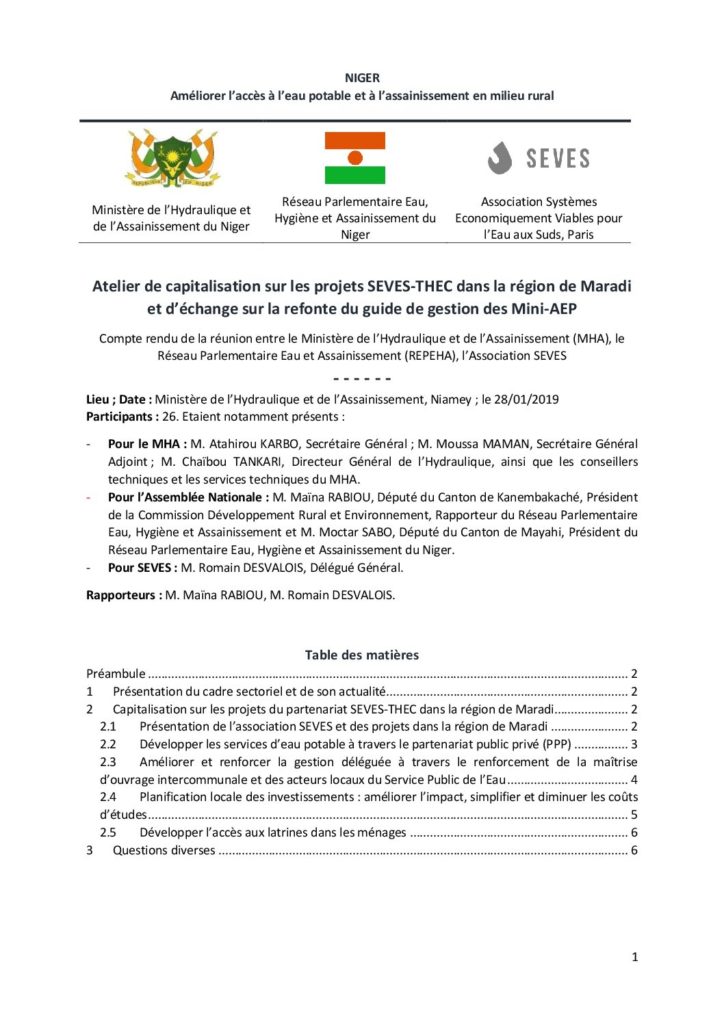 NIGER
Améliorer l’accès à l’eau potable et à l’assainissement en milieu rural
SEVES
Ministère de l’Hydraulique et
de l’Assainissement du Niger
Réseau Parlementaire Eau,
Hygiène et Assainissement du
Niger
Association Systèmes
Economiquement Viables pour
l’Eau aux Suds, Paris
Atelier de capitalisation sur les projets SEVES-THEC dans la région de Maradi
et d’échange sur la refonte du guide de gestion des Mini-AEP
Compte rendu de la réunion entre le Ministère de l’Hydraulique et de l’Assainissement (MHA), le
Réseau Parlementaire Eau et Assainissement (REPEHA), l’Association SEVES
- - - - - -
Lieu ; Date : Ministère de l’Hydraulique et de l’Assainissement, Niamey ; le 28/01/2019
Participants : 26. Etaient notamment présents :
- Pour le MHA : M. Atahirou KARBO, Secrétaire Général ; M. Moussa MAMAN, Secrétaire Général
Adjoint ; M. Chaïbou TANKARI, Directeur Général de l’Hydraulique, ainsi que les conseillers
techniques et les services techniques du MHA.
- Pour l’Assemblée Nationale : M. Maïna RABIOU, Député du Canton de Kanembakaché, Président
de la Commission Développement Rural et Environnement, Rapporteur du Réseau Parlementaire
Eau, Hygiène et Assainissement et M. Moctar SABO, Député du Canton de Mayahi, Président du
Réseau Parlementaire Eau, Hygiène et Assainissement du Niger.
- Pour SEVES : M. Romain DESVALOIS, Délégué Général.
Rapporteurs : M. Maïna RABIOU, M. Romain DESVALOIS.
Table des matières
Préambule ... 2
1 Présentation du cadre sectoriel et de son actualité... 2
2 Capitalisation sur les projets du partenariat SEVES-THEC dans la région de Maradi... 2
2.1 Présentation de l’association SEVES et des projets dans la région de Maradi ... 2
2.2 Développer les services d’eau potable à travers le partenariat public privé (PPP) ... 3
2.3 Améliorer et renforcer la gestion déléguée à travers le renforcement de la maîtrise
d’ouvrage intercommunale et des acteurs locaux du Service Public de l’Eau ... 4
2.4 Planification locale des investissements : améliorer l’impact, simplifier et diminuer les coûts
d’études... 5
2.5 Développer l’accès aux latrines dans les ménages ... 6
3 Questions diverses ... 6
1